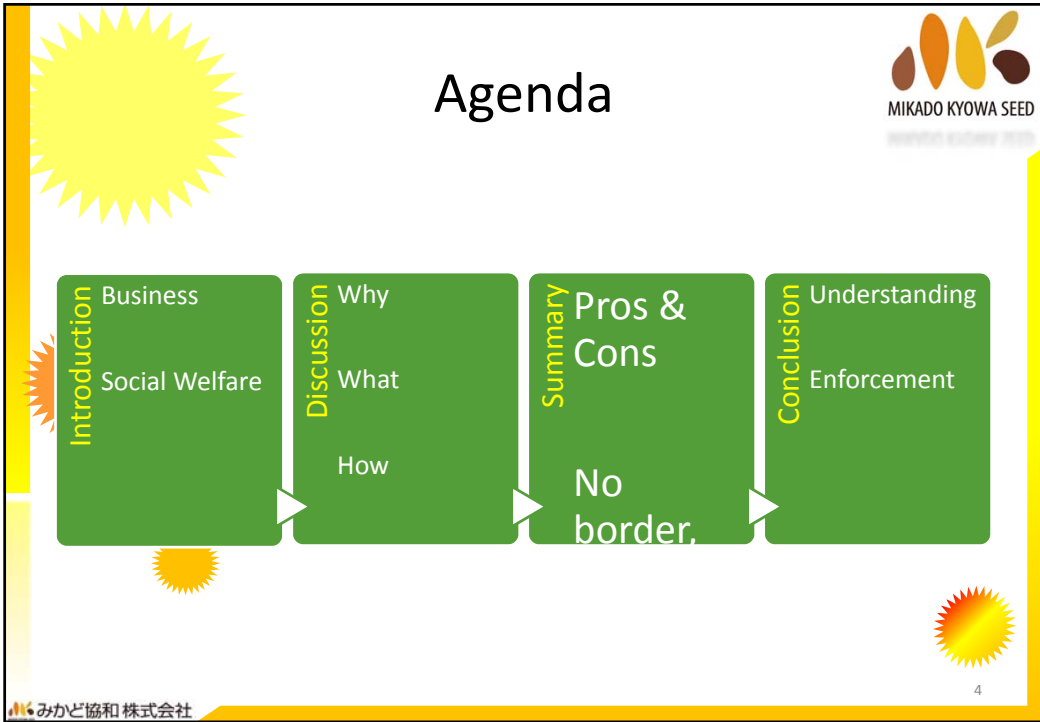 Agenda
MIKADO KYOWA SEED
Introduction
Business
Social Welfare
Discussion
Why
What
How
Summary
Pros &
Cons
No
border,
Conclusion
Understanding
Enforcement
4
みかど協和株式会社